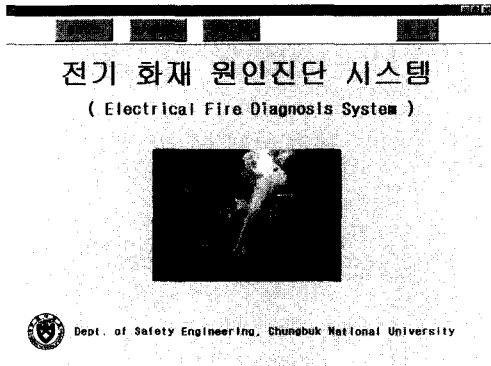 전기 화재 원인진단 시스템
( Electrical Fire Diagnosis System )
Dept. of Safety Engineering, Chungbuk National University